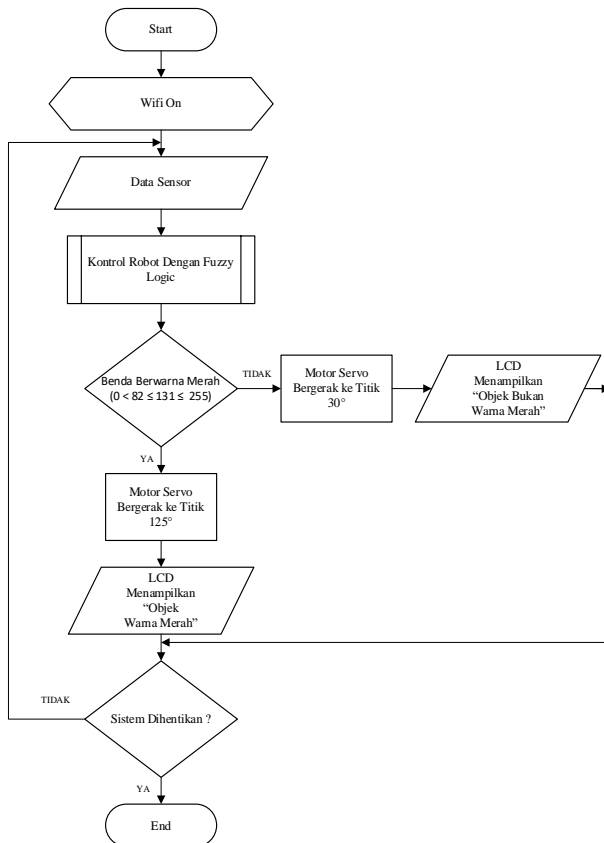 Start
Wifi On
Data Sensor
Kontrol Robot Dengan Fuzzy
Logic
Benda Berwarna Merah
(0 < 82 ≤ 131 ≤ 255)
TIDAK
Motor Servo
Bergerak ke Titik
30°
LCD
Menampilkan
“Objek Bukan
Warna Merah”
YA
Motor Servo
Bergerak ke Titik
125°
LCD
Menampilkan
“Objek
Warna Merah”
TIDAK
Sistem Dihentikan ?
YA
End